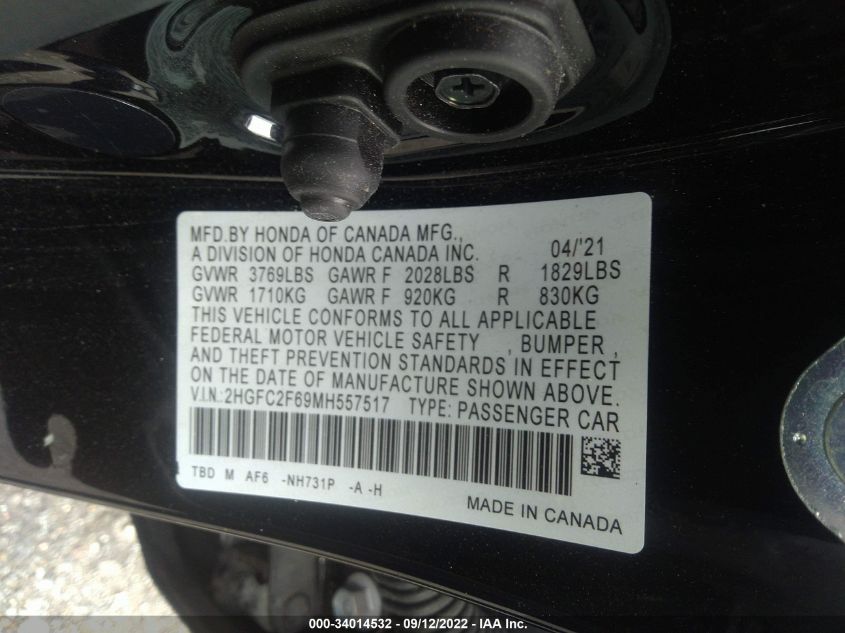 MFD.BY HONDA OF CANADA MFG.,
A DIVISION OF HONDA CANADA INC. 04/'21
GVWR 3769LBS GAWR F 2028LBS R 1829LBS
GVWR 1710KG GAWR F 920KG R 830KG
THIS VEHICLE CONFORMS TO ALL APPLICABLE
FEDERAL MOTOR VEHICLE SAFETY , BUMPER ,
AND THEFT PREVENTION STANDARDS IN EFFECT
ON THE DATE OF MANUFACTURE SHOWN ABOVE.
V.I.N.:2HGFC2F69MH557517 TYPE: PASSENGER CAR
TBD M AF6 -NH731P -A -H
MADE IN CANADA
000-34014532 - 09/12/2022 - IAA Inc.